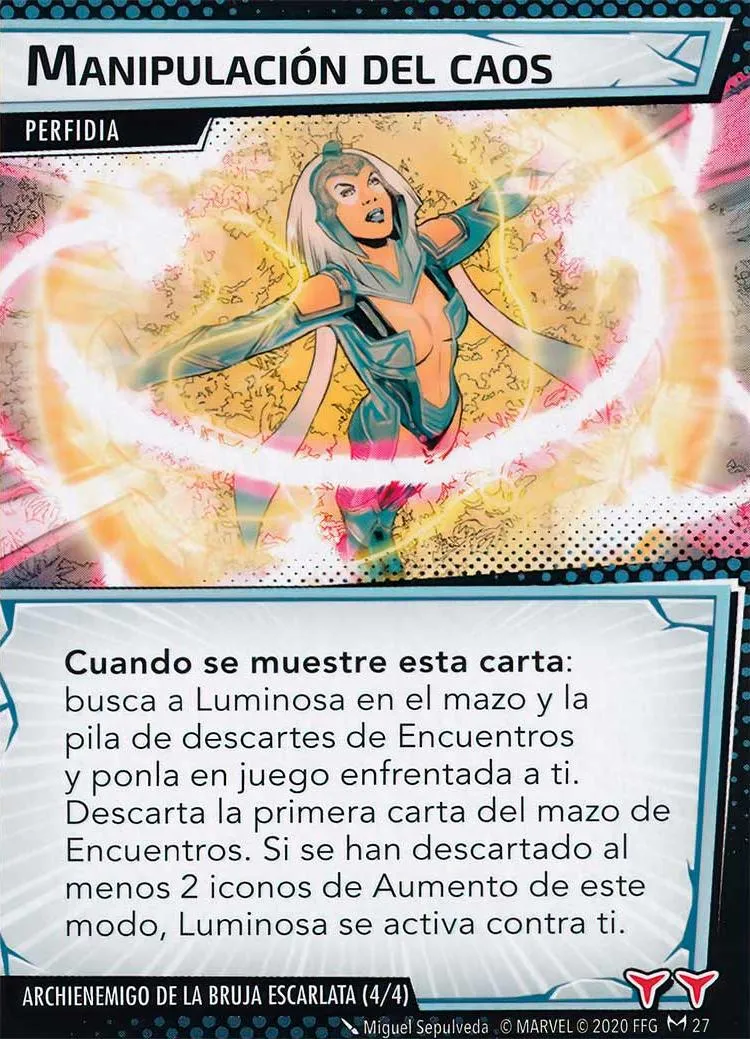 MANIPULACIÓN DEL CAOS
PERFIDIA
Cuando se muestre esta carta:
busca a Luminosa en el mazo y la
pila de descartes de Encuentros
y ponla en juego enfrentada a ti.
Descarta la primera carta del mazo de
Encuentros. Si se han descartado al
menos 2 iconos de Aumento de este
modo, Luminosa se activa contra ti.
ARCHIENEMIGO DE LA BRUJA ESCARLATA (4/4)
Miguel Sepulveda © MARVEL © 2020 FFG 27